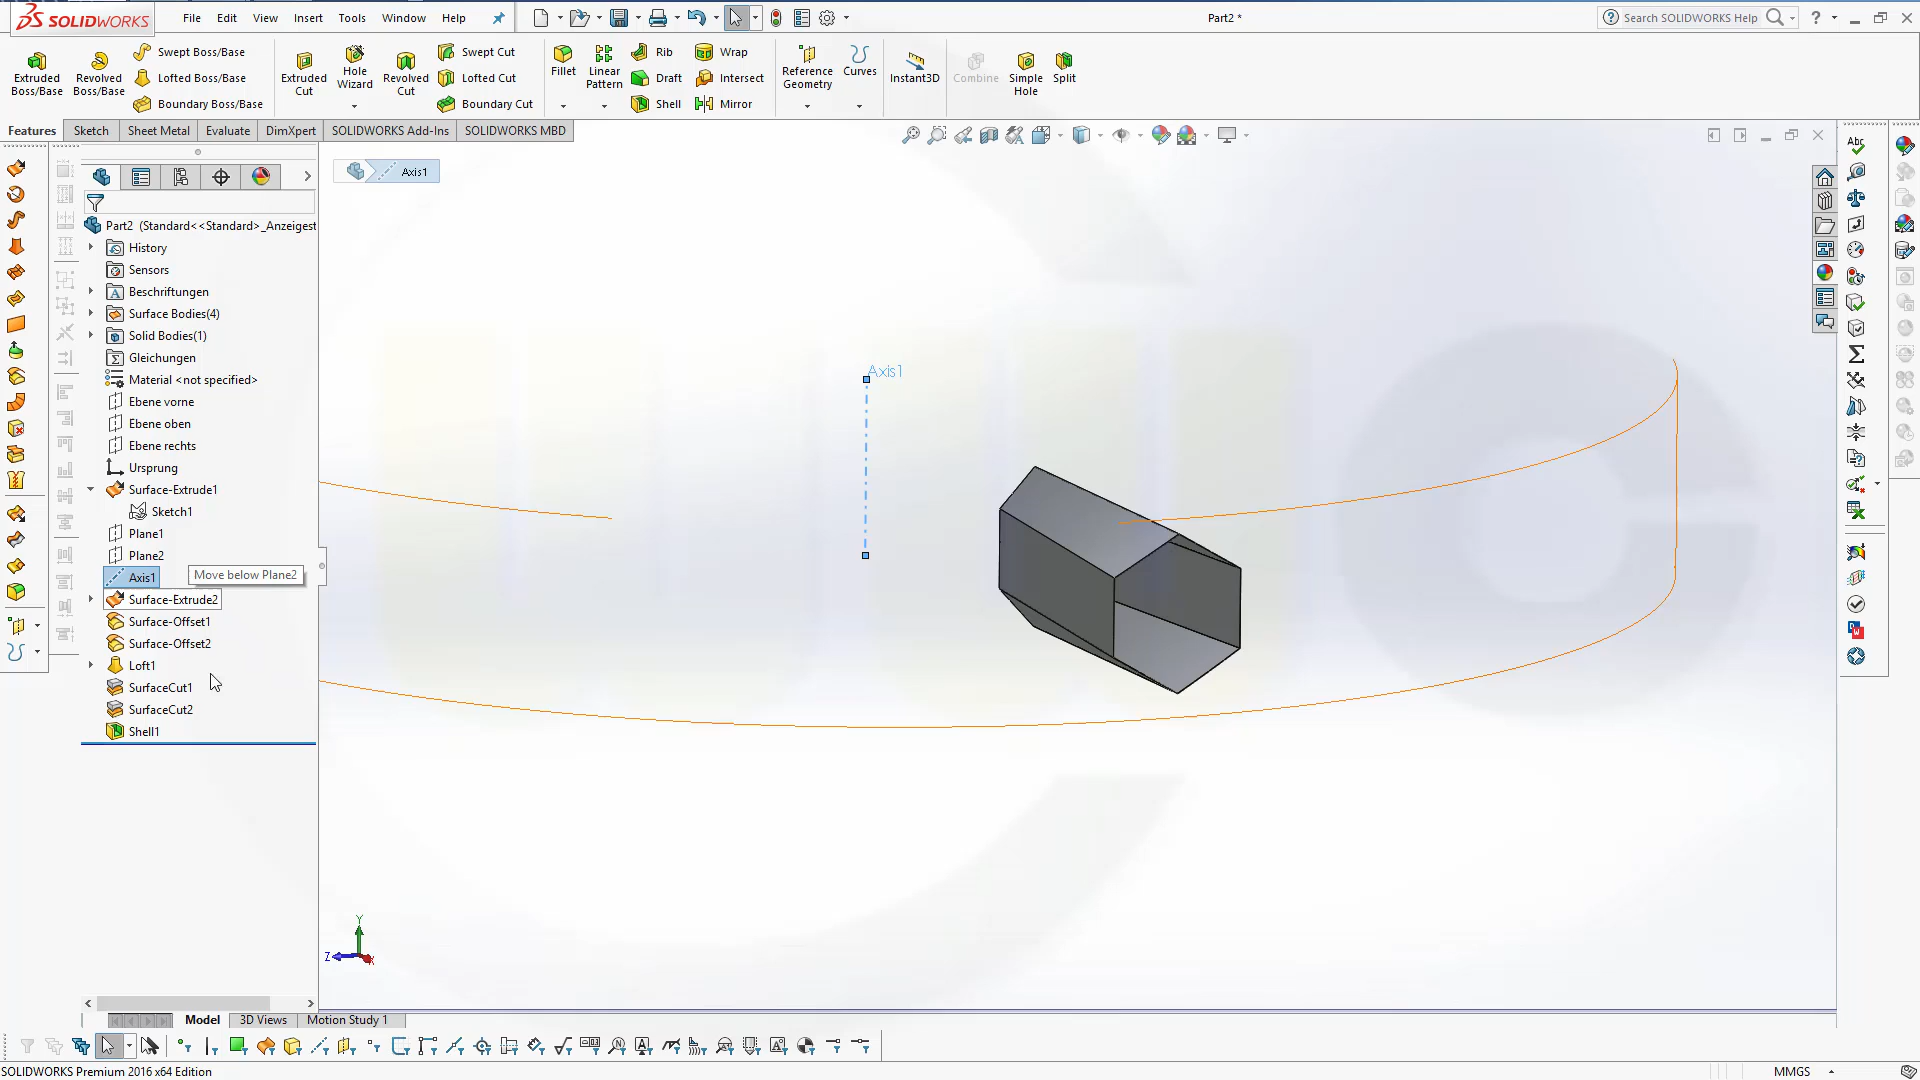 SOLIDWORKS
File Edit View Insert Tools Window Help
Part2 *
Search SOLIDWORKS Help
Extruded Boss/Base
Revolved Boss/Base
Swept Boss/Base
Lofted Boss/Base
Boundary Boss/Base
Extruded Cut
Hole Wizard
Revolved Cut
Swept Cut
Lofted Cut
Boundary Cut
Fillet
Linear Pattern
Rib
Draft
Shell
Wrap
Intersect
Mirror
Reference Geometry
Curves
Instant3D
Combine
Simple Hole
Split
Features Sketch Sheet Metal Evaluate DimXpert SOLIDWORKS Add-Ins SOLIDWORKS MBD
Axis1
Part2 (Standard<<Standard>_Anzeigest
History
Sensors
Beschriftungen
Surface Bodies(4)
Solid Bodies(1)
Gleichungen
Material <not specified>
Ebene vorne
Ebene oben
Ebene rechts
Ursprung
Surface-Extrude1
Sketch1
Plane1
Plane2
Axis1
Move below Plane2
Surface-Extrude2
Surface-Offset1
Surface-Offset2
Loft1
SurfaceCut1
SurfaceCut2
Shell1
Axis1
Y
Z
Model 3D Views Motion Study 1
SOLIDWORKS Premium 2016 x64 Edition
MMGS